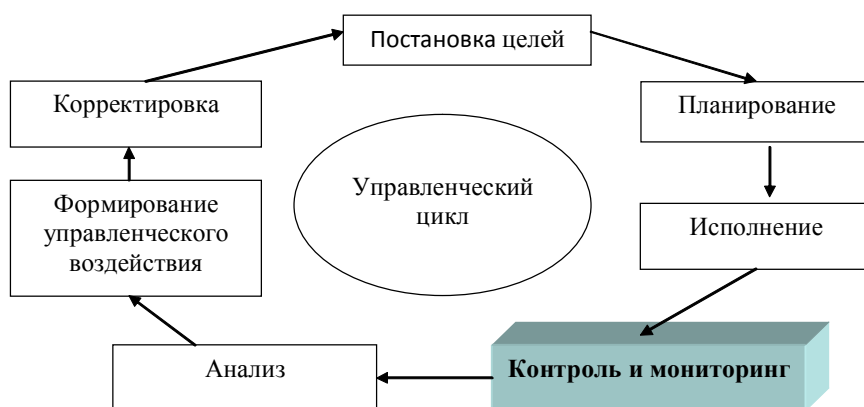 Постановка целей
Корректировка
Планирование
Управленческий
цикл
Формирование
управленческого
воздействия
Исполнение
Анализ
Контроль и мониторинг